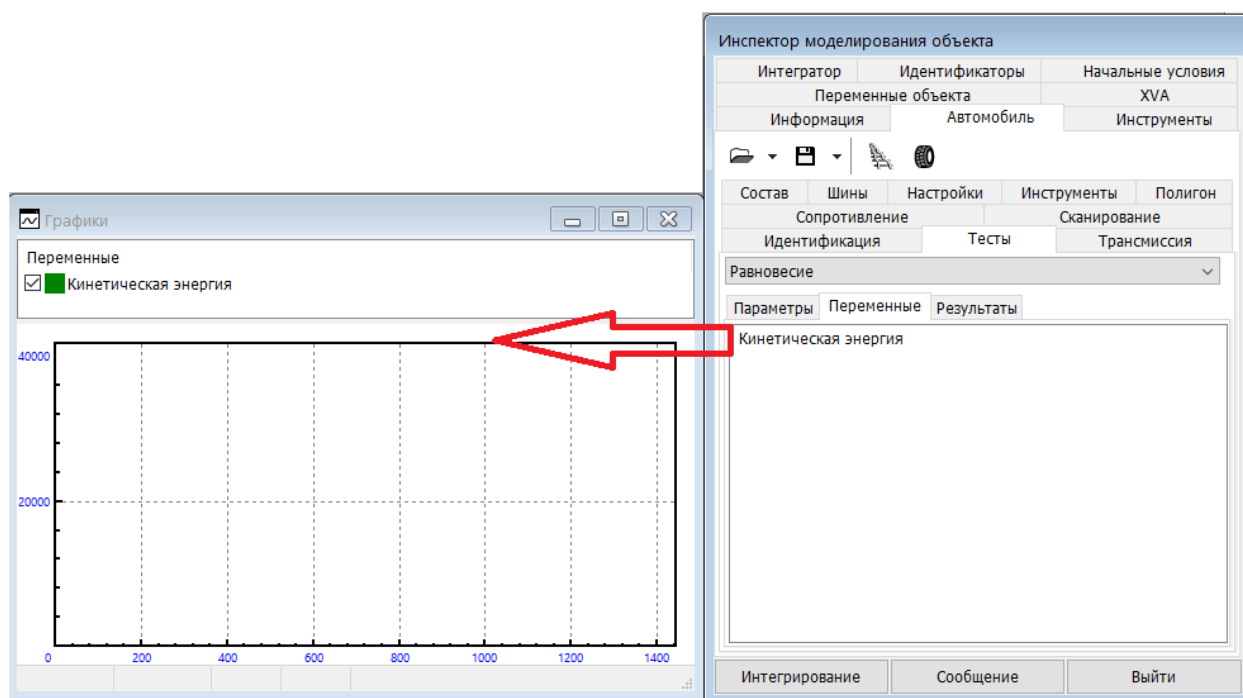 Графики
Переменные
Кинетическая энергия
40000
20000
0 200 400 600 800 1000 1200 1400
Инспектор моделирования объекта
Интегратор Идентификаторы Начальные условия
Переменные объекта XVA
Информация Автомобиль Инструменты
Состав Шины Настройки Инструменты Полигон
Сопротивление Сканирование
Идентификация Тесты Трансмиссия
Равновесие
Параметры Переменные Результаты
Кинетическая энергия
Интегрирование Сообщение Выйти